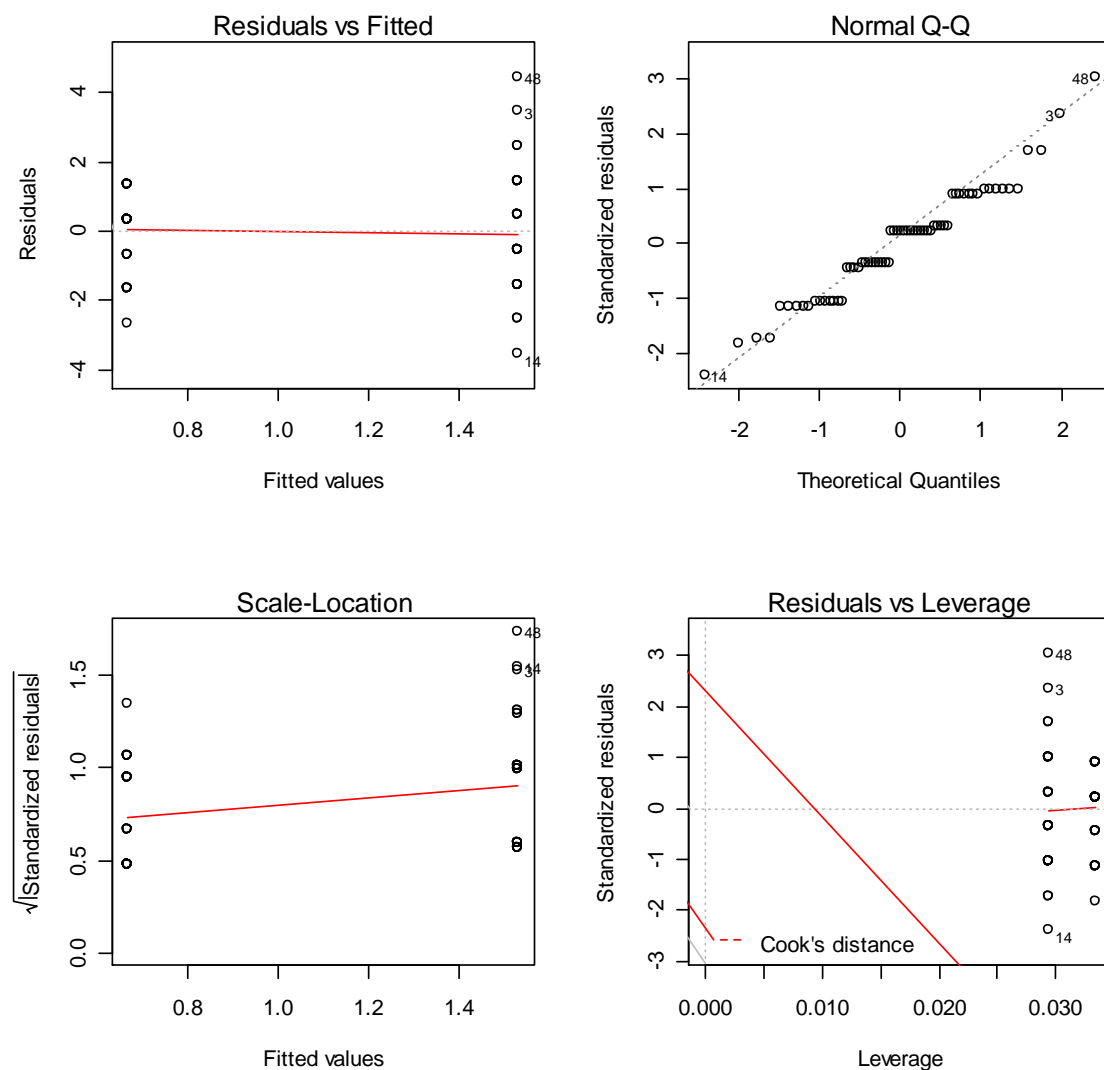 Residuals vs Fitted
Residuals
4
2
0
-2
-4
48
3
14
0.8 1.0 1.2 1.4
Fitted values
Normal Q-Q
Standardized residuals
3
2
1
0
-1
-2
48
3
14
-2 -1 0 1 2
Theoretical Quantiles
Scale-Location
√|Standardized residuals|
1.5
1.0
0.5
0.0
48
14
3
0.8 1.0 1.2 1.4
Fitted values
Residuals vs Leverage
Standardized residuals
3
2
1
0
-1
-2
-3
48
3
14
Cook's distance
0.000 0.010 0.020 0.030
Leverage